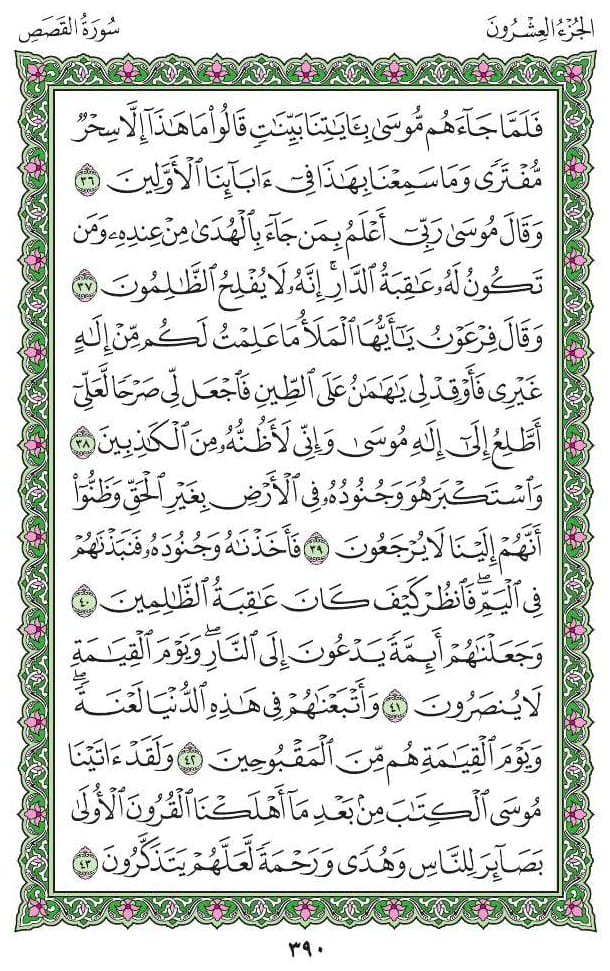 الجُزْءُ العِشْرُونَ
سُورَةُ القَصَصِ
فَلَمَّا جَآءَهُم مُّوسَىٰ بِـَٔايَٰتِنَا بَيِّنَٰتٖ قَالُواْ مَا هَٰذَآ إِلَّا سِحۡرٞ
مُّفۡتَرٗى وَمَا سَمِعۡنَا بِهَٰذَا فِيٓ ءَابَآئِنَا ٱلۡأَوَّلِينَ ٣٦
وَقَالَ مُوسَىٰ رَبِّيٓ أَعۡلَمُ بِمَن جَآءَ بِٱلۡهُدَىٰ مِنۡ عِندِهِۦ وَمَن
تَكُونُ لَهُۥ عَٰقِبَةُ ٱلدَّارِۚ إِنَّهُۥ لَا يُفۡلِحُ ٱلظَّٰلِمُونَ ٣٧
وَقَالَ فِرۡعَوۡنُ يَٰٓأَيُّهَا ٱلۡمَلَأُ مَا عَلِمۡتُ لَكُم مِّنۡ إِلَٰهٍ
غَيۡرِي فَأَوۡقِدۡ لِي يَٰهَٰمَٰنُ عَلَى ٱلطِّينِ فَٱجۡعَل لِّي صَرۡحٗا لَّعَلِّيٓ
أَطَّلِعُ إِلَىٰٓ إِلَٰهِ مُوسَىٰ وَإِنِّي لَأَظُنُّهُۥ مِنَ ٱلۡكَٰذِبِينَ ٣٨
وَٱسۡتَكۡبَرَ هُوَ وَجُنُودُهُۥ فِي ٱلۡأَرۡضِ بِغَيۡرِ ٱلۡحَقِّ وَظَنُّوٓاْ
أَنَّهُمۡ إِلَيۡنَا لَا يُرۡجَعُونَ ٣٩ فَأَخَذۡنَٰهُ وَجُنُودَهُۥ فَنَبَذۡنَٰهُمۡ
فِي ٱلۡيَمِّۖ فَٱنظُرۡ كَيۡفَ كَانَ عَٰقِبَةُ ٱلظَّٰلِمِينَ ٤٠
وَجَعَلۡنَٰهُمۡ أَئِمَّةٗ يَدۡعُونَ إِلَى ٱلنَّارِۖ وَيَوۡمَ ٱلۡقِيَٰمَةِ
لَا يُنصَرُونَ ٤١ وَأَتۡبَعۡنَٰهُمۡ فِي هَٰذِهِ ٱلدُّنۡيَا لَعۡنَةٗۖ
وَيَوۡمَ ٱلۡقِيَٰمَةِ هُم مِّنَ ٱلۡمَقۡبُوحِينَ ٤٢ وَلَقَدۡ ءَاتَيۡنَا
مُوسَى ٱلۡكِتَٰبَ مِنۢ بَعۡدِ مَآ أَهۡلَكۡنَا ٱلۡقُرُونَ ٱلۡأُولَىٰ
بَصَآئِرَ لِلنَّاسِ وَهُدٗى وَرَحۡمَةٗ لَّعَلَّهُمۡ يَتَذَكَّرُونَ ٤٣
٣٩٠